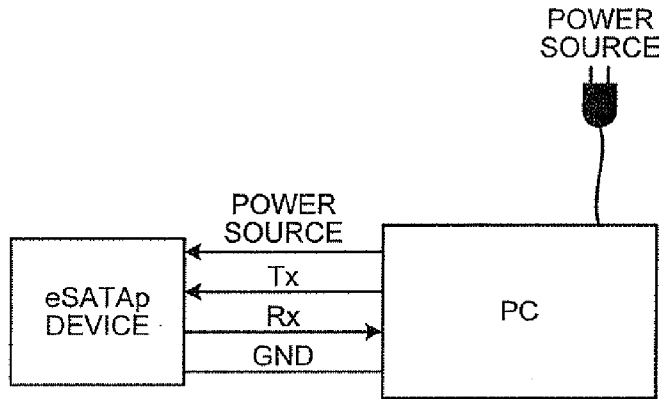 POWER
SOURCE
POWER
SOURCE
eSATAp
DEVICE
Tx
Rx
GND
PC